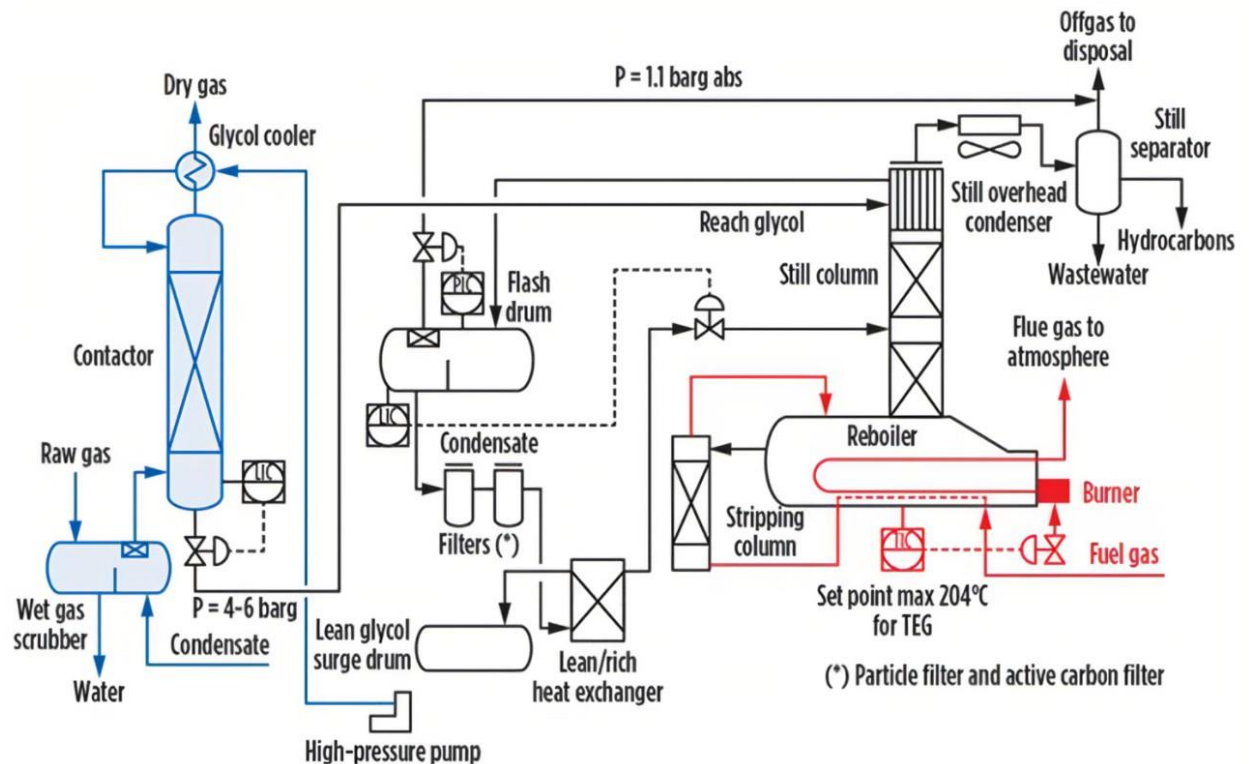 Offgas to
disposal
P = 1.1 barg abs
Dry gas
Glycol cooler
Still
separator
Still overhead
condenser
Reach glycol
Hydrocarbons
Wastewater
Still column
PIC
Flash
drum
Flue gas to
atmosphere
Contactor
LIC
Reboiler
Condensate
Raw gas
LIC
Burner
Stripping
column
Filters (*)
TIC
Fuel gas
P = 4-6 barg
Set point max 204°C
for TEG
Wet gas
scrubber
Condensate
Lean glycol
surge drum
Lean/rich
heat exchanger
(*) Particle filter and active carbon filter
Water
High-pressure pump